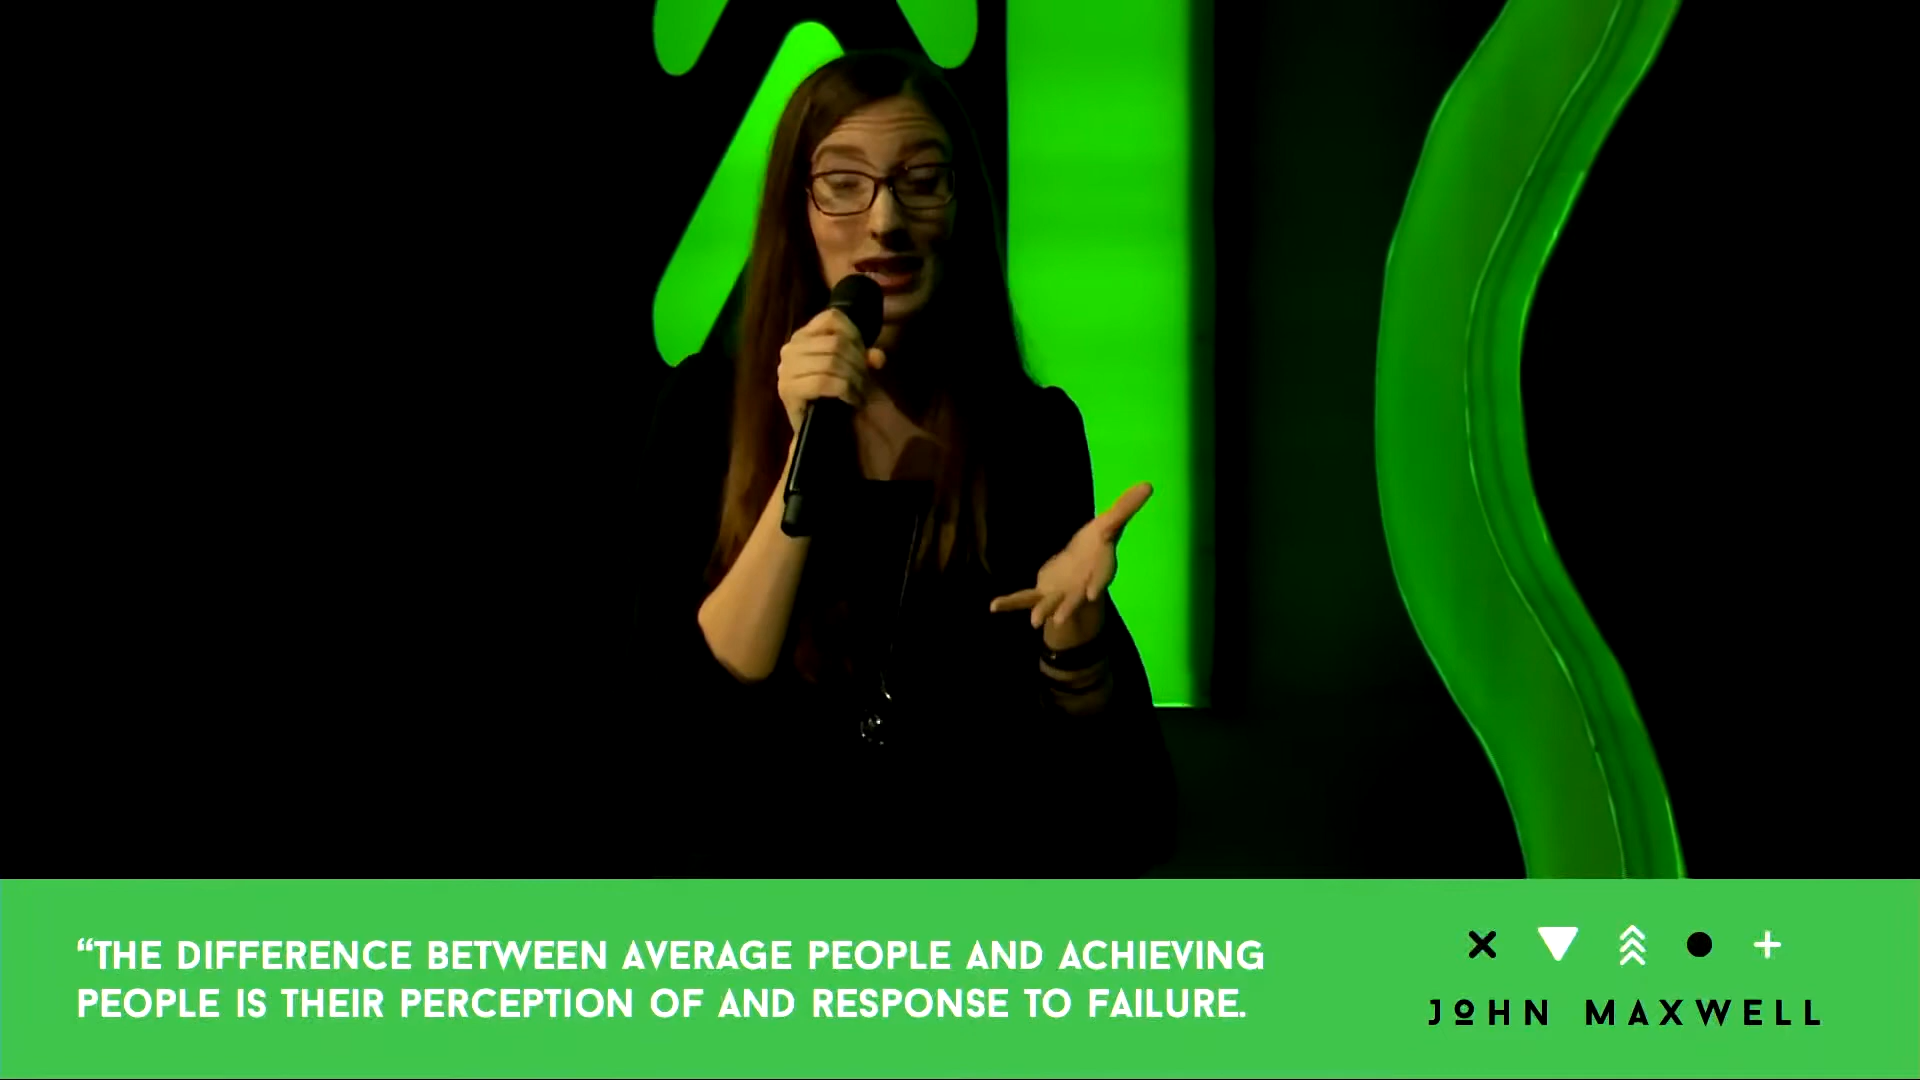 “THE DIFFERENCE BETWEEN AVERAGE PEOPLE AND ACHIEVING
PEOPLE IS THEIR PERCEPTION OF AND RESPONSE TO FAILURE.
JOHN MAXWELL